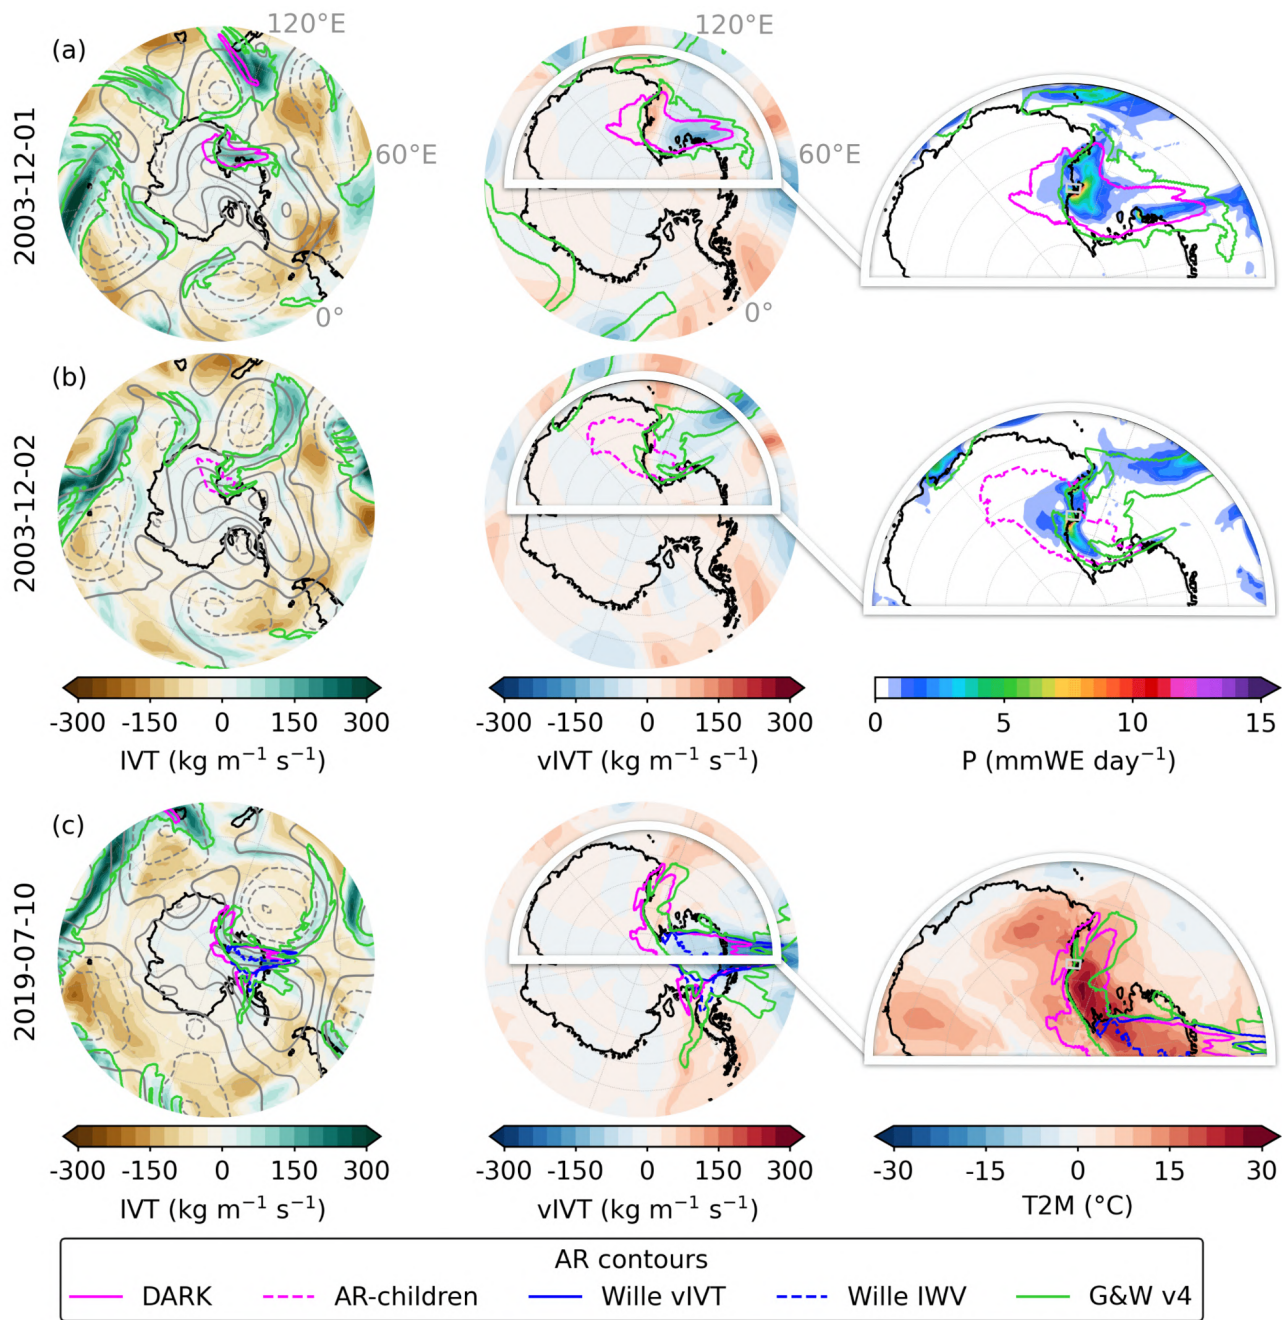 (a)
120°E
120°E
2003-12-01
60°E
60°E
0°
0°
(b)
2003-12-02
-300 -150 0 150 300
IVT (kg m⁻¹ s⁻¹)
-300 -150 0 150 300
vIVT (kg m⁻¹ s⁻¹)
0 5 10 15
P (mmWE day⁻¹)
(c)
2019-07-10
-300 -150 0 150 300
IVT (kg m⁻¹ s⁻¹)
-300 -150 0 150 300
vIVT (kg m⁻¹ s⁻¹)
-30 -15 0 15 30
T2M (°C)
AR contours
DARK AR-children Wille vIVT Wille IWV G&W v4